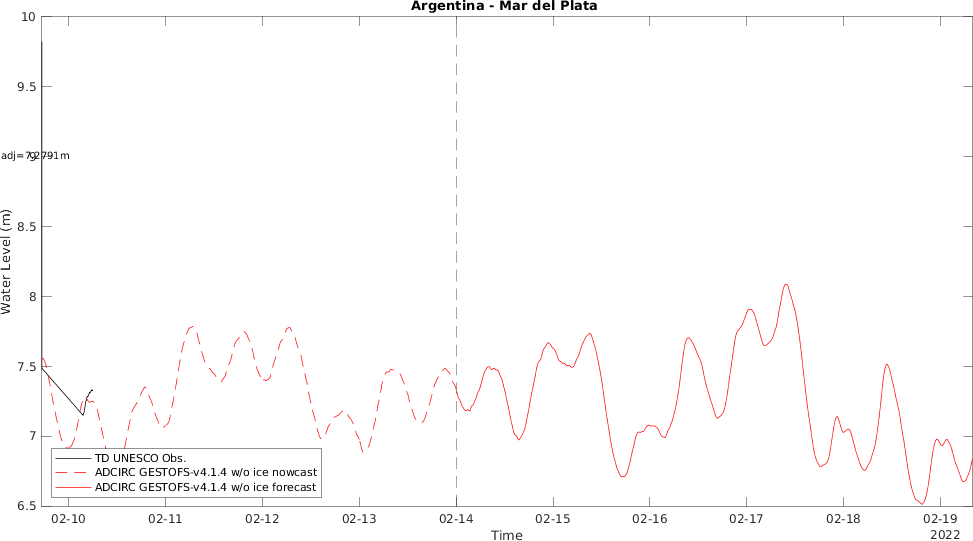 Argentina - Mar del Plata
10
9.5
9
adj=7.2791m
8.5
8
7.5
7
6.5
Water Level (m)
TD UNESCO Obs.
ADCIRC GESTOFS-v4.1.4 w/o ice nowcast
ADCIRC GESTOFS-v4.1.4 w/o ice forecast
02-10 02-11 02-12 02-13 02-14 02-15 02-16 02-17 02-18 02-19
Time
2022